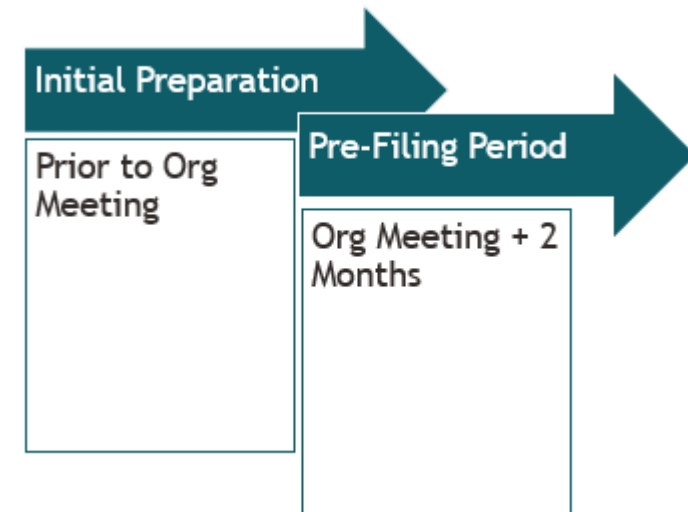 Initial Preparation
Prior to Org
Meeting
Pre-Filing Period
Org Meeting + 2
Months